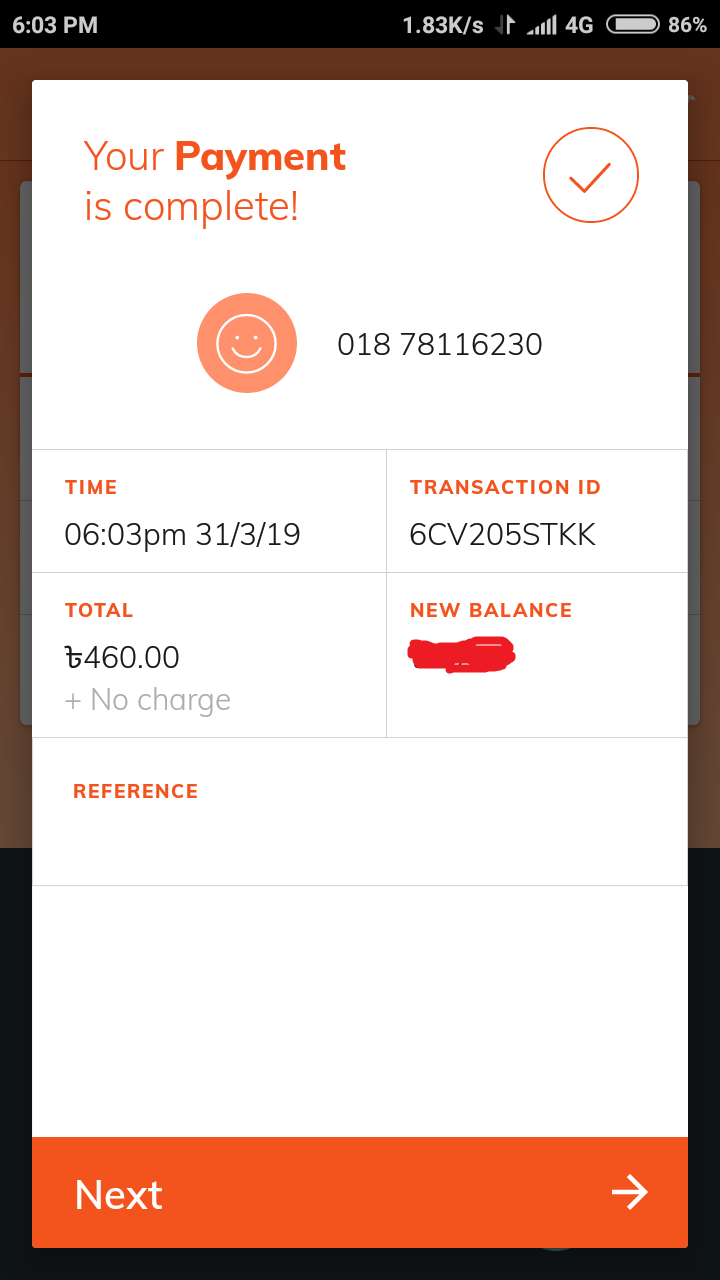 6:03 PM 1.83K/s 4G 86%
Your Payment
is complete!
018 78116230
TIME
06:03pm 31/3/19
TRANSACTION ID
6CV205STKK
TOTAL
৳460.00
+ No charge
NEW BALANCE
REFERENCE
Next